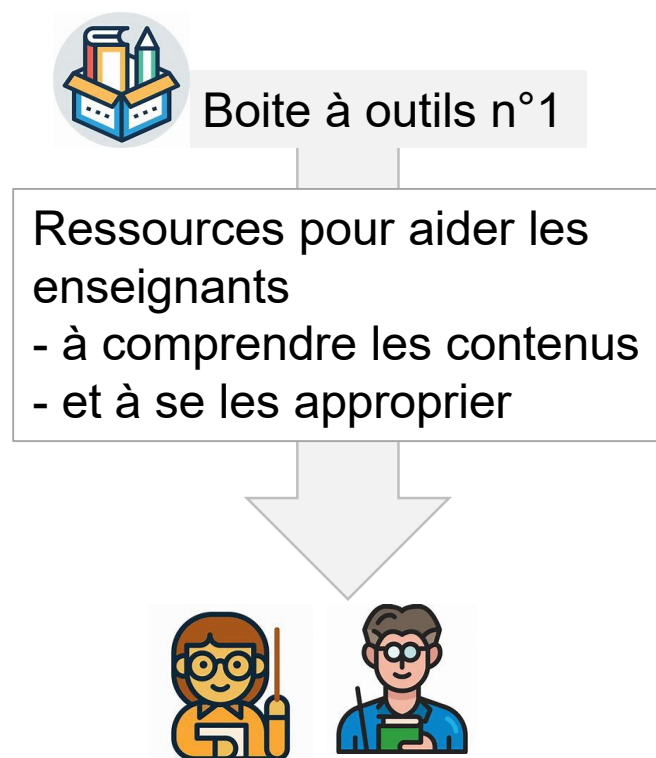 Boite à outils n°1
Ressources pour aider les
enseignants
- à comprendre les contenus
- et à se les approprier